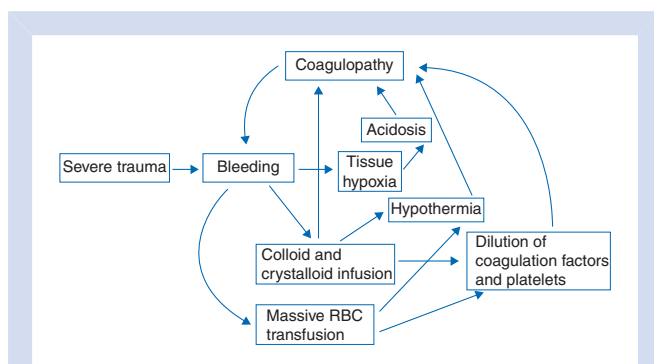 Coagulopathy
Acidosis
Severe trauma
Bleeding
Tissue
hypoxia
Hypothermia
Colloid and
crystalloid infusion
Dilution of
coagulation factors
and platelets
Massive RBC
transfusion